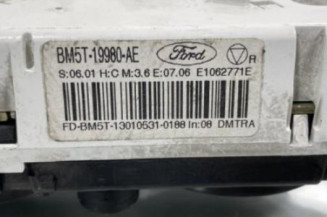 BM5T-19980-AE Ford R
S:06.01 H:C M:3.6 E:07.06 E1062771E
FD-BM5T-13010531-0188 In:08 DMTRA